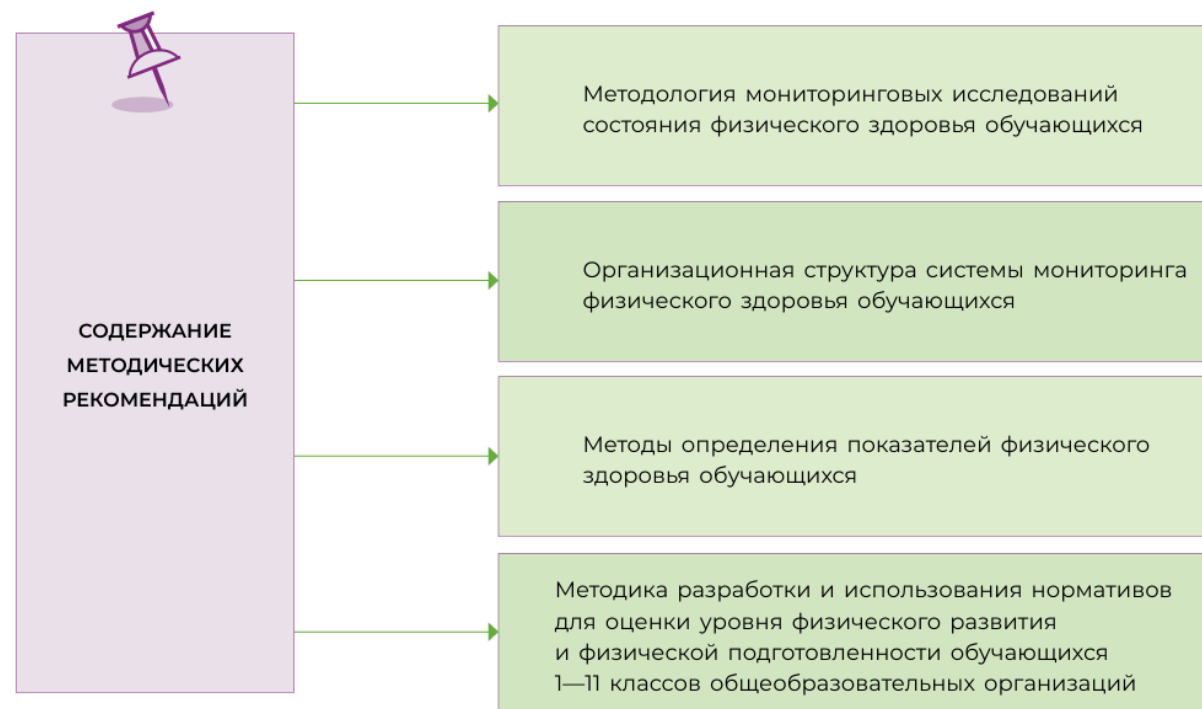 СОДЕРЖАНИЕ
МЕТОДИЧЕСКИХ
РЕКОМЕНДАЦИЙ
Методология мониторинговых исследований
состояния физического здоровья обучающихся
Организационная структура системы мониторинга
физического здоровья обучающихся
Методы определения показателей физического
здоровья обучающихся
Методика разработки и использования нормативов
для оценки уровня физического развития
и физической подготовленности обучающихся
1—11 классов общеобразовательных организаций